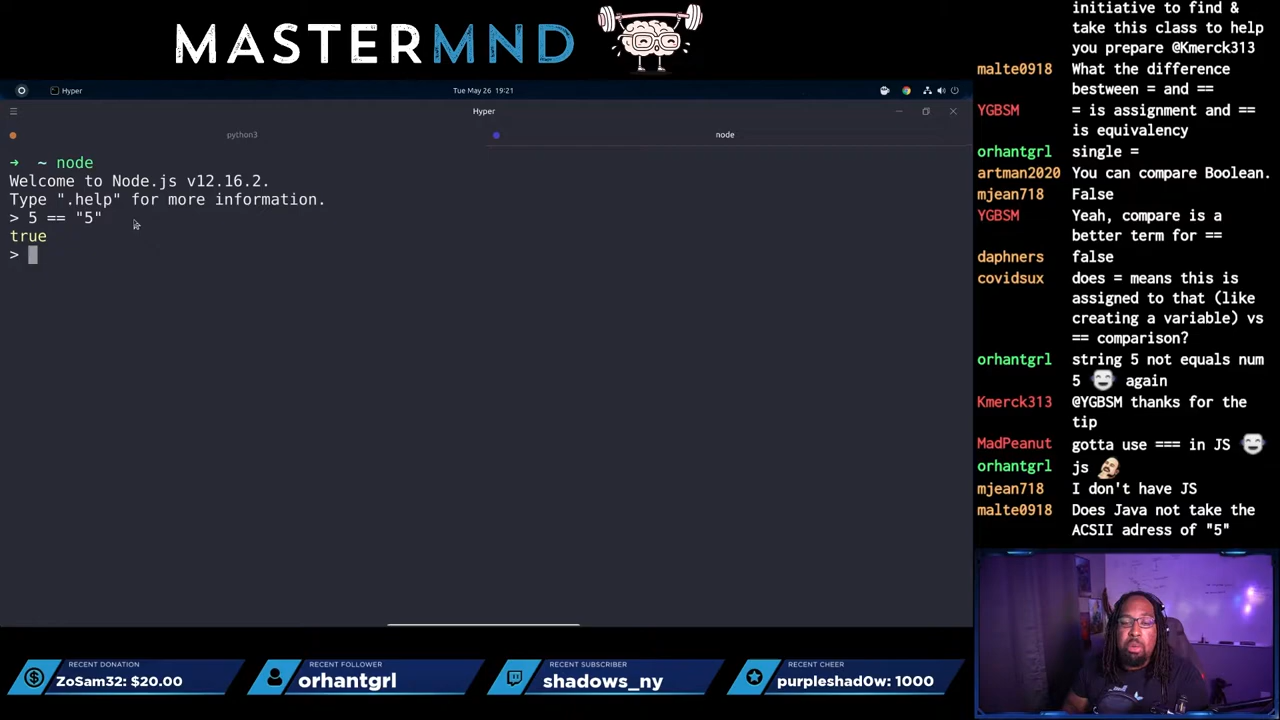 MASTERMND
Hyper
Tue May 26 19:21
Hyper
python3
node
→ ~ node
Welcome to Node.js v12.16.2.
Type ".help" for more information.
> 5 == "5"
true
>
initiative to find &
take this class to help
you prepare @Kmerck313
malte0918 What the difference
bestween = and ==
YGBSM = is assignment and ==
is equivalency
orhantgrl single =
artman2020 You can compare Boolean.
mjean718 False
YGBSM Yeah, compare is a
better term for ==
daphners false
covidsux does = means this is
assigned to that (like
creating a variable) vs
== comparison?
orhantgrl string 5 not equals num
5 again
Kmerck313 @YGBSM thanks for the
tip
MadPeanut gotta use === in JS
orhantgrl js
mjean718 I don't have JS
malte0918 Does Java not take the
ACSII adress of "5"
RECENT DONATION
ZoSam32: $20.00
RECENT FOLLOWER
orhantgrl
RECENT SUBSCRIBER
shadows_ny
RECENT CHEER
purpleshad0w: 1000